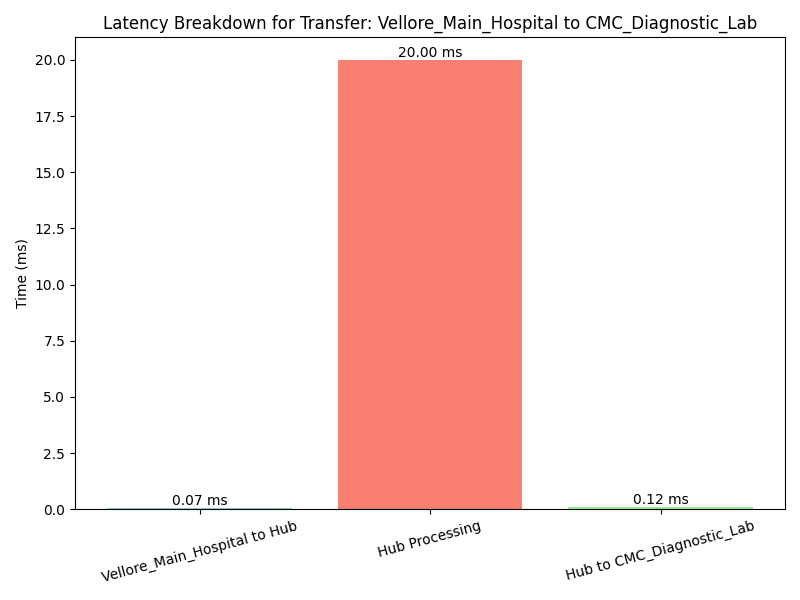 Latency Breakdown for Transfer: Vellore_Main_Hospital to CMC_Diagnostic_Lab
20.00 ms
0.07 ms
0.12 ms
Time (ms)
20.0
17.5
15.0
12.5
10.0
7.5
5.0
2.5
0.0
Vellore_Main_Hospital to Hub
Hub Processing
Hub to CMC_Diagnostic_Lab